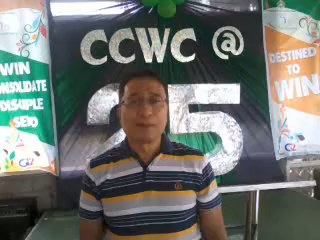 CCWC @
25
WIN
CONSOLIDATE
DISCIPLE
SEND
DESTINED
TO
WIN